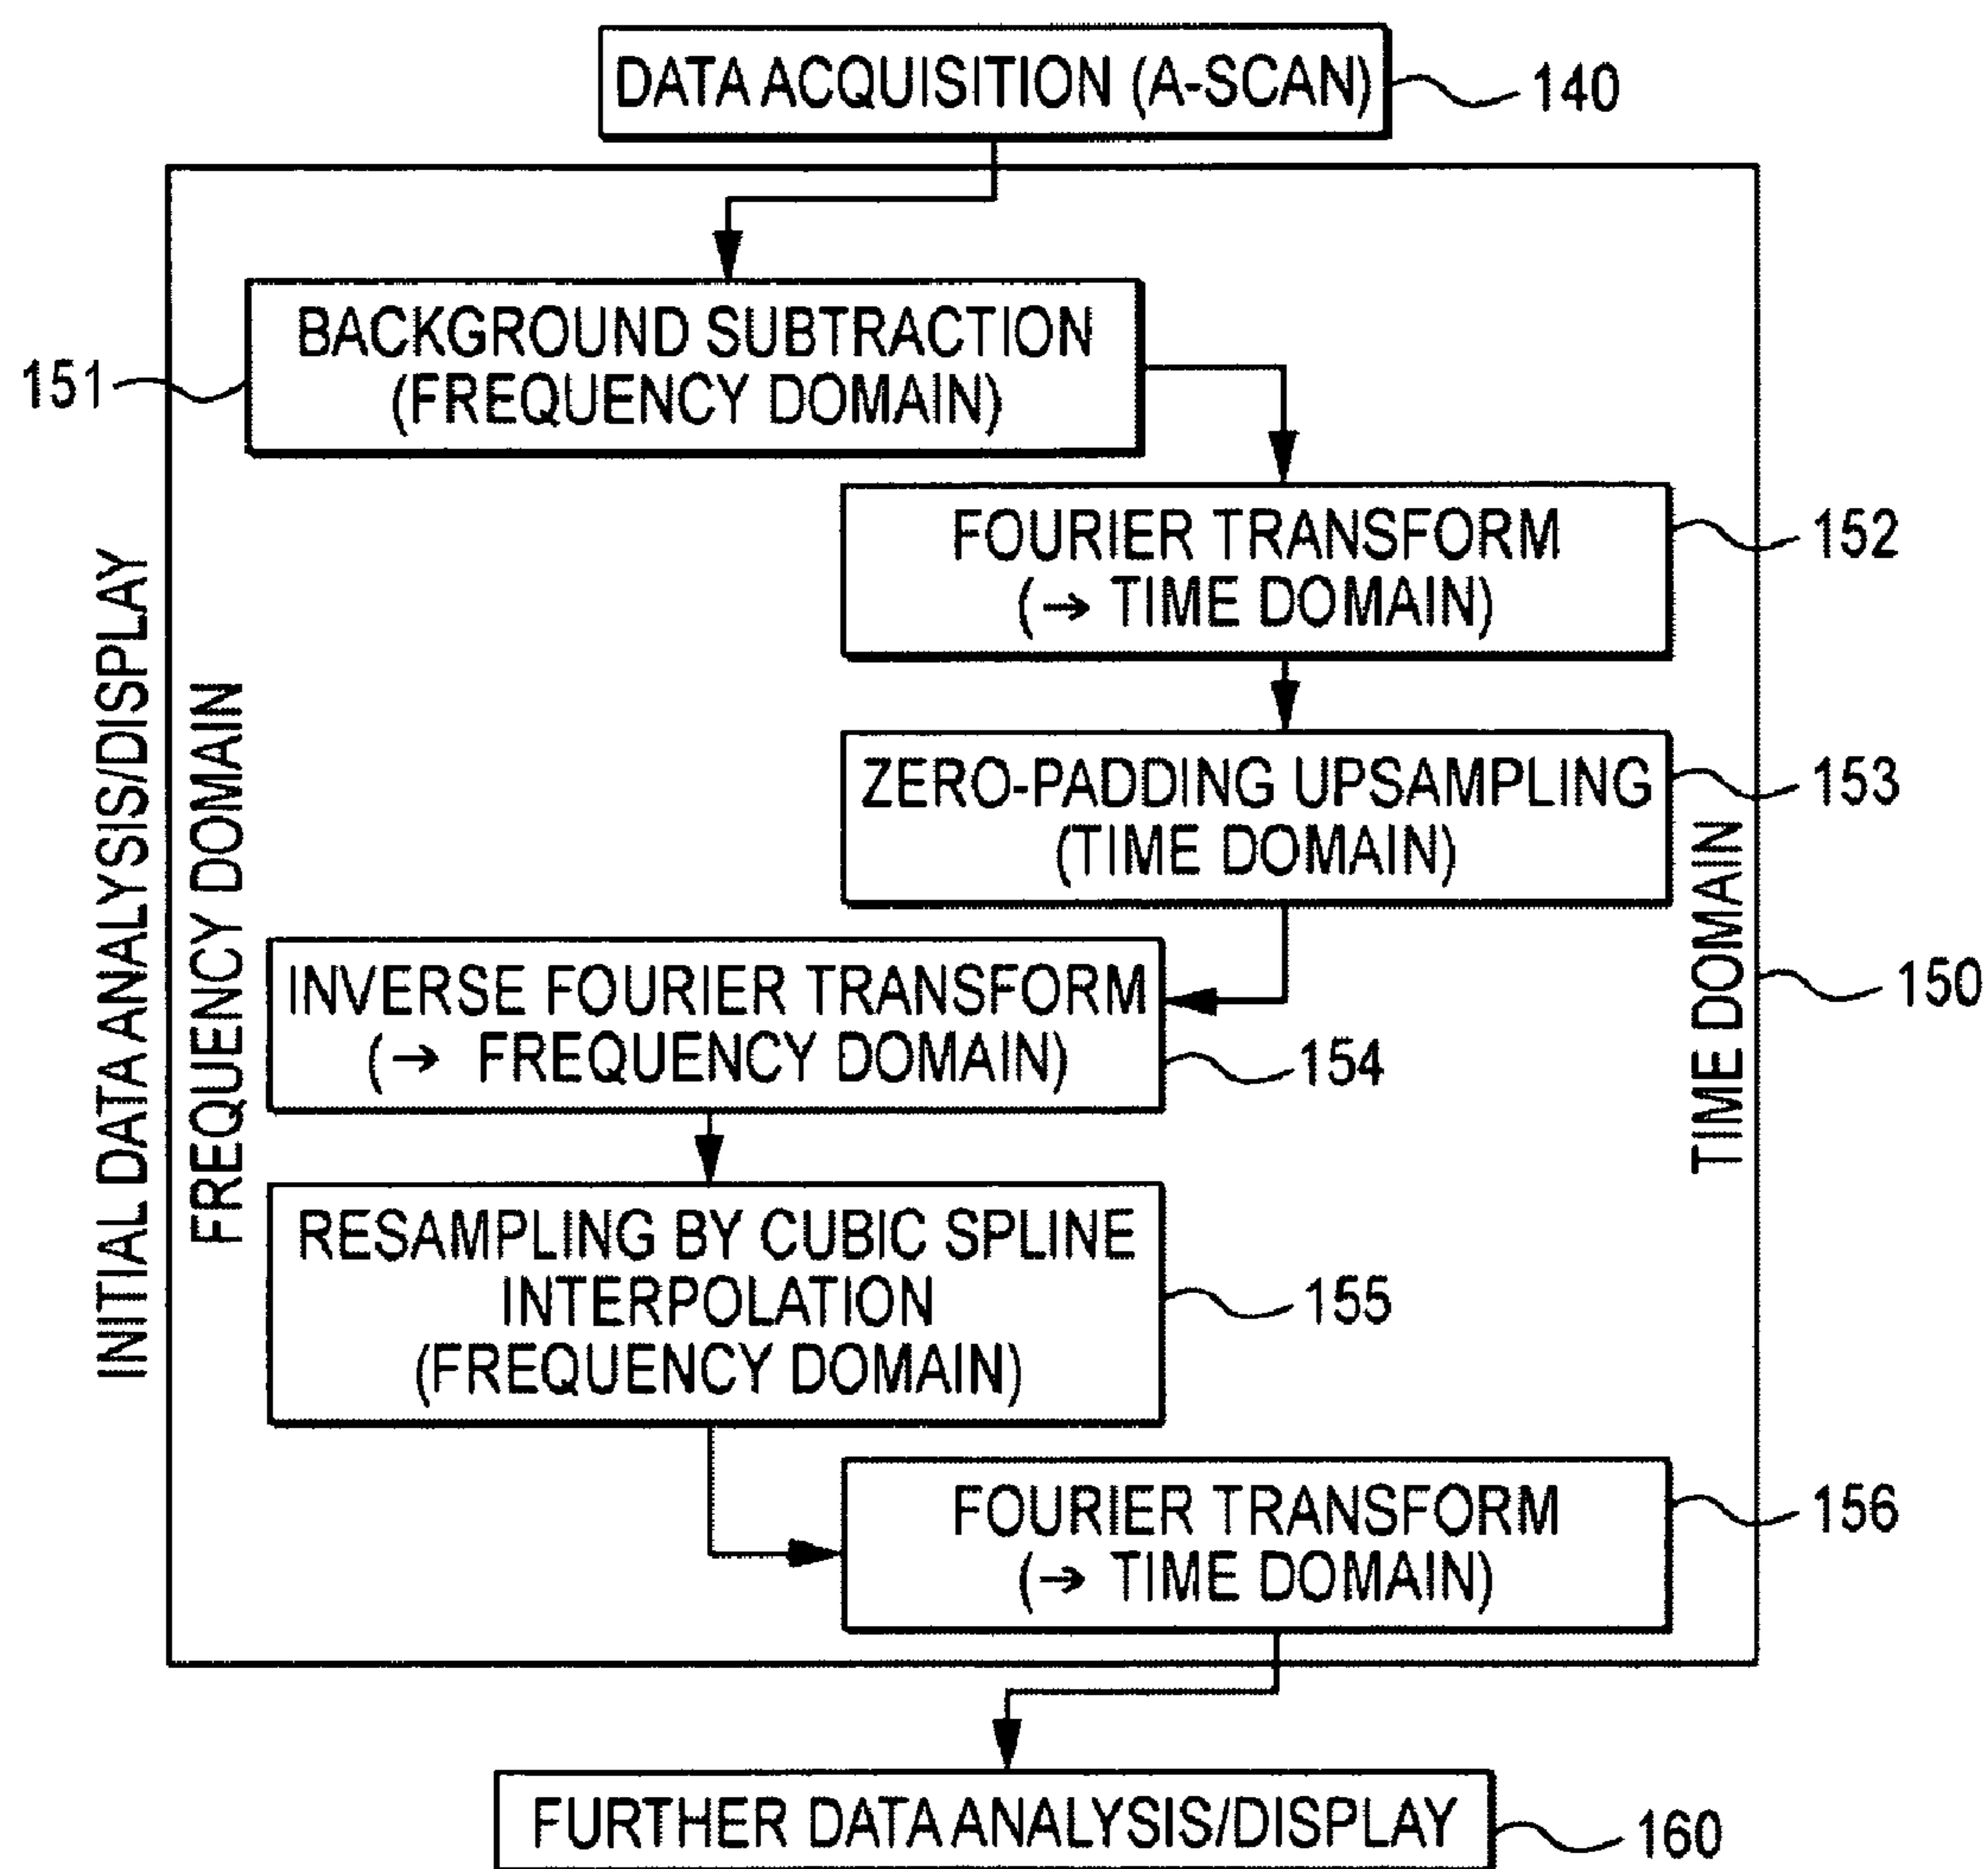 DATA ACQUISITION (A-SCAN)
140
BACKGROUND SUBTRACTION
(FREQUENCY DOMAIN)
151
FOURIER TRANSFORM
(→ TIME DOMAIN)
152
INITIAL DATA ANALYSIS/DISPLAY
FREQUENCY DOMAIN
ZERO-PADDING UPSAMPLING
(TIME DOMAIN)
153
TIME DOMAIN
150
INVERSE FOURIER TRANSFORM
(→ FREQUENCY DOMAIN)
154
RESAMPLING BY CUBIC SPLINE
INTERPOLATION
(FREQUENCY DOMAIN)
155
FOURIER TRANSFORM
(→ TIME DOMAIN)
156
FURTHER DATA ANALYSIS/DISPLAY
160